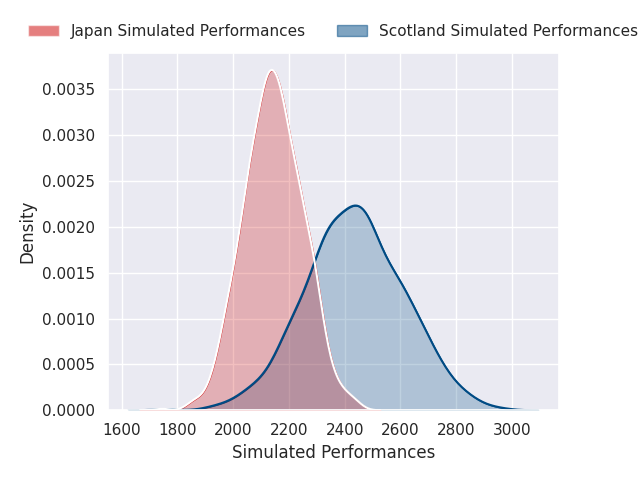 Japan Simulated Performances Scotland Simulated Performances
0.0035
0.0030
0.0025
0.0020
0.0015
0.0010
0.0005
0.0000
Density
1600 1800 2000 2200 2400 2600 2800 3000
Simulated Performances